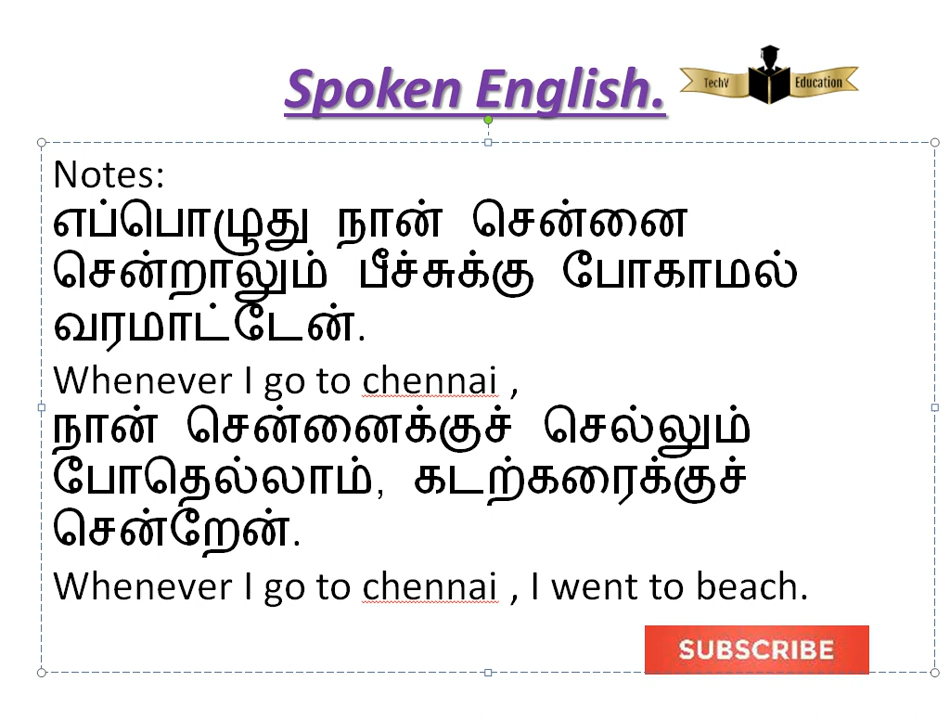 Spoken English.
TechV Education
Notes:
எப்பொழுது நான் சென்னை
சென்றாலும் பீச்சுக்கு போகாமல்
வரமாட்டேன்.
Whenever I go to chennai ,
நான் சென்னைக்குச் செல்லும்
போதெல்லாம், கடற்கரைக்குச்
சென்றேன்.
Whenever I go to chennai , I went to beach.
SUBSCRIBE